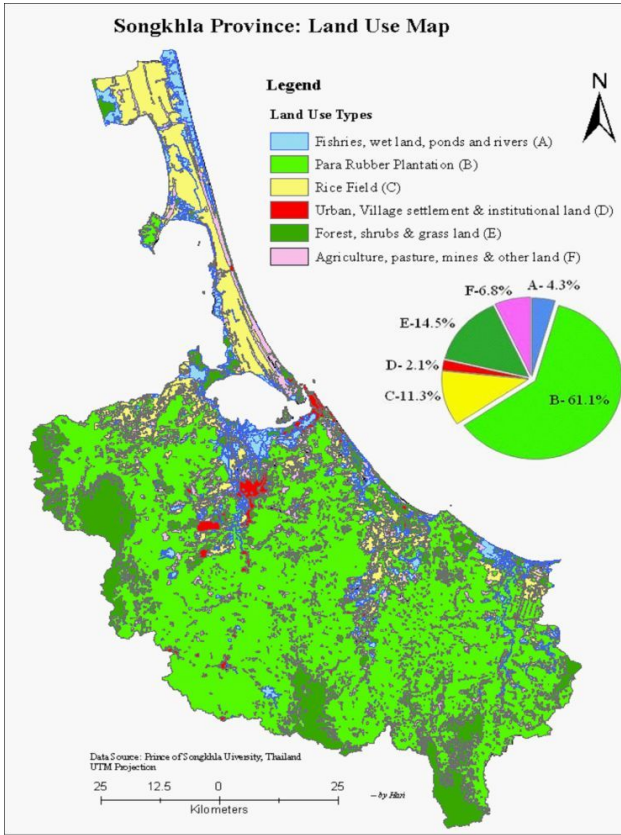 Songkhla Province: Land Use Map
N
Legend
Land Use Types
Fishries, wet land, ponds and rivers (A)
Para Rubber Plantation (B)
Rice Field (C)
Urban, Village settlement & institutional land (D)
Forest, shrubs & grass land (E)
Agriculture, pasture, mines & other land (F)
F-6.8%
A- 4.3%
E-14.5%
D- 2.1%
C-11.3%
B- 61.1%
Data Source: Prince of Songkhla Uiversity, Thailand
UTM Projection
25 12.5 0 25
Kilometers
-- by Hari